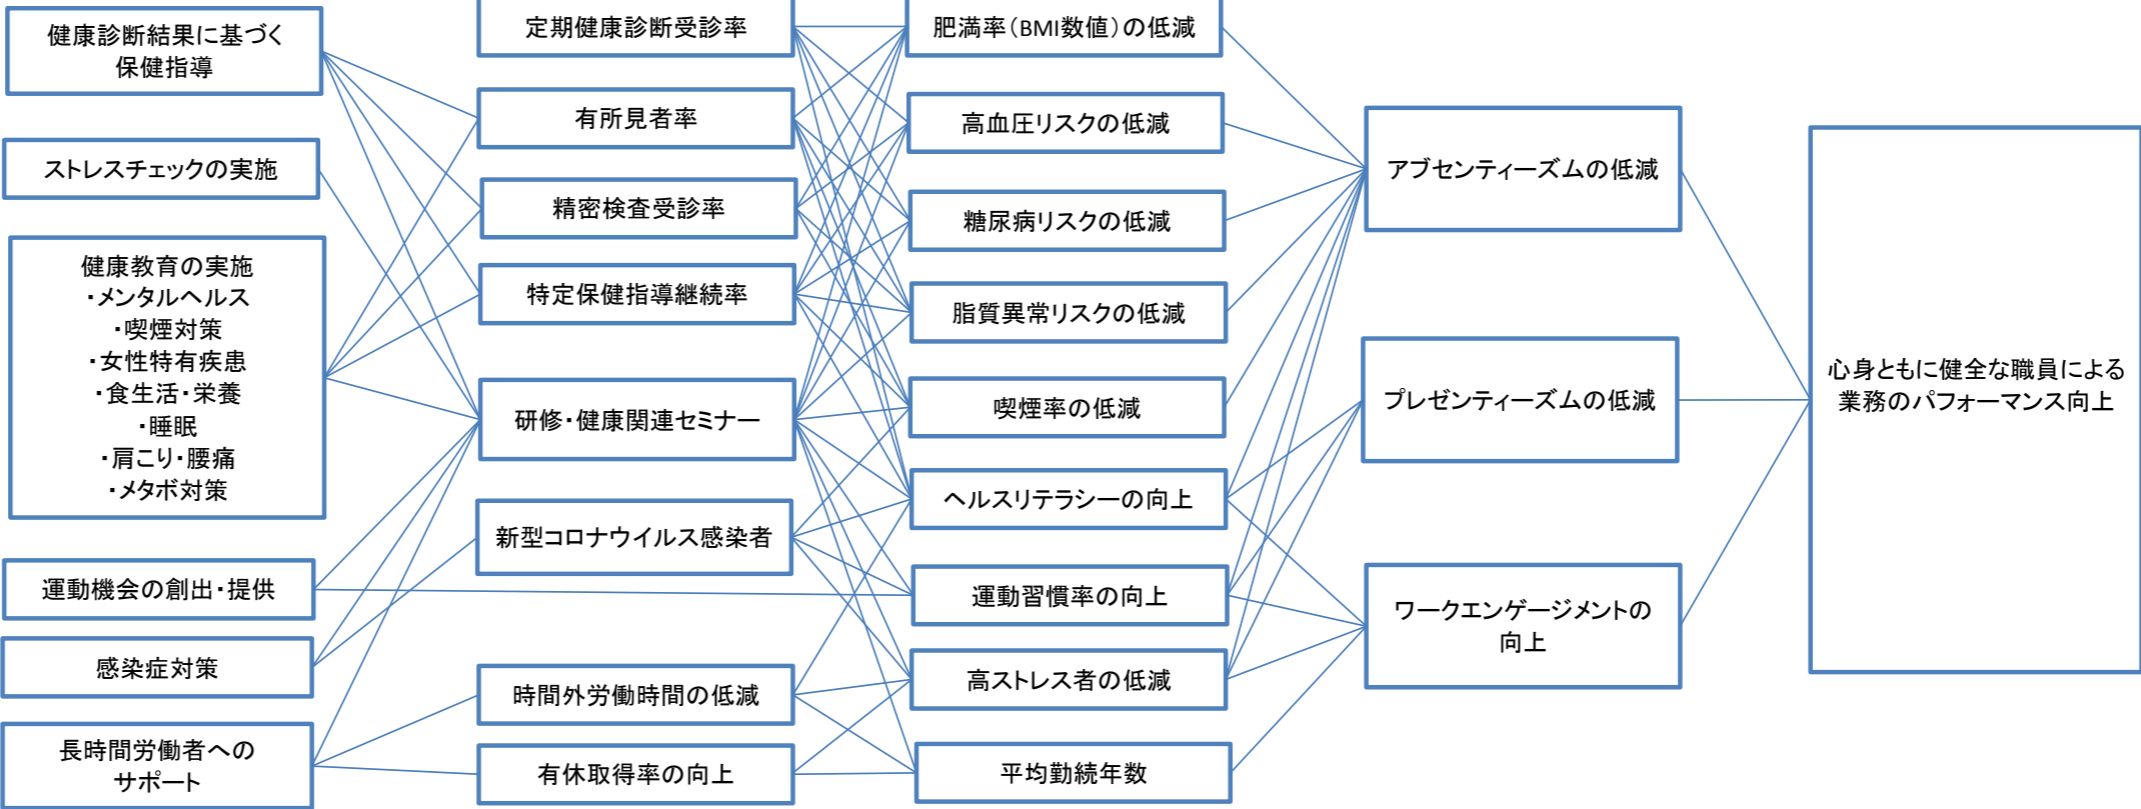 健康診断結果に基づく
保健指導
ストレスチェックの実施
健康教育の実施
・メンタルヘルス
・喫煙対策
・女性特有疾患
・食生活・栄養
・睡眠
・肩こり・腰痛
・メタボ対策
運動機会の創出・提供
感染症対策
長時間労働者への
サポート
定期健康診断受診率
有所見者率
精密検査受診率
特定保健指導継続率
研修・健康関連セミナー
新型コロナウイルス感染者
時間外労働時間の低減
有休取得率の向上
肥満率（BMI数値）の低減
高血圧リスクの低減
糖尿病リスクの低減
脂質異常リスクの低減
喫煙率の低減
ヘルスリテラシーの向上
運動習慣率の向上
高ストレス者の低減
平均勤続年数
アブセンティーズムの低減
プレゼンティーズムの低減
ワークエンゲージメントの
向上
心身ともに健全な職員による
業務のパフォーマンス向上